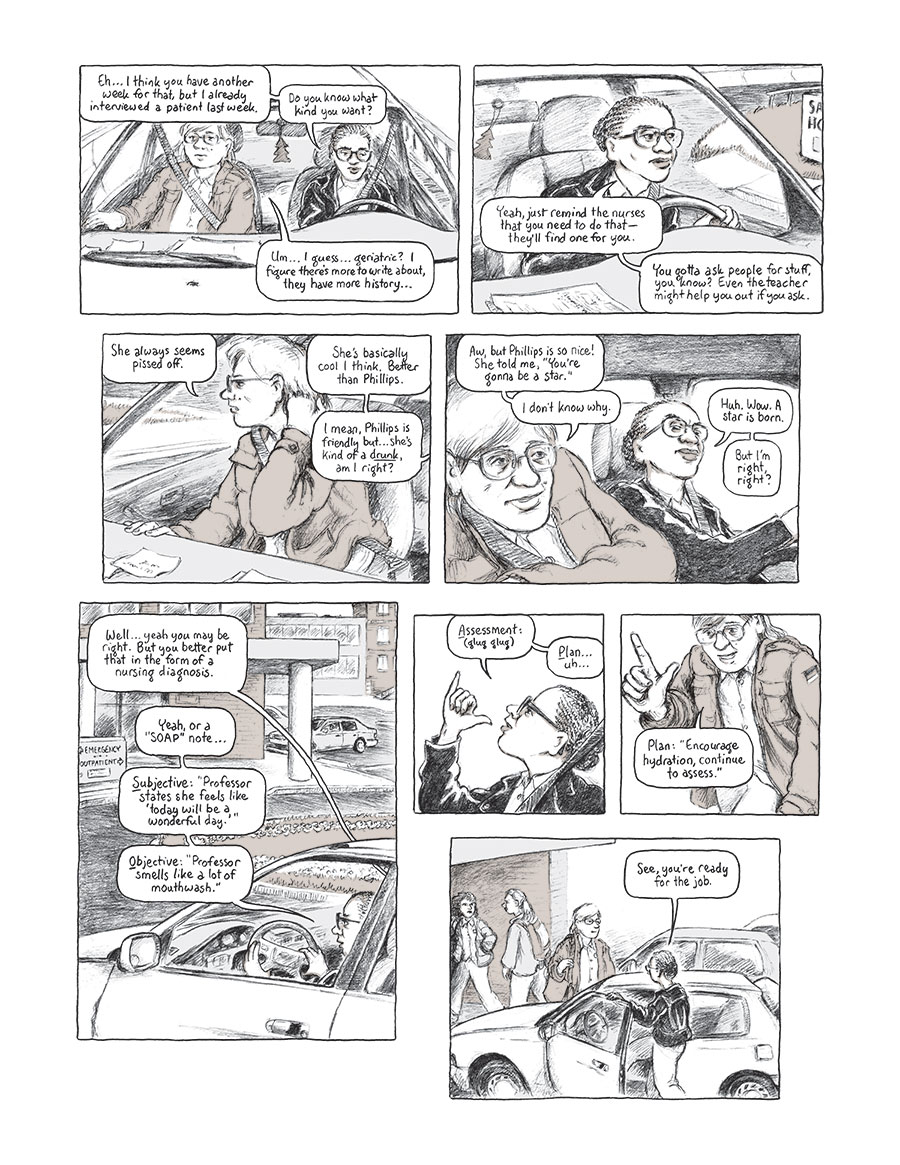 Eh... I think you have another
week for that, but I already
interviewed a patient last week.
Do you know what
kind you want?
Um... I guess... geriatric? I
figure there's more to write about,
they have more history...
SA
HO
Yeah, just remind the nurses
that you need to do that—
they'll find one for you.
You gotta ask people for stuff,
you know? Even the teacher
might help you out if you ask.
She always seems
pissed off.
She's basically
cool I think. Better
than Phillips.
I mean, Phillips is
friendly but...she's
kind of a drunk,
am I right?
Aw, but Phillips is so nice!
She told me, "You're
gonna be a star."
I don't know why.
Huh. Wow. A
star is born.
But I'm
right,
right?
Well... yeah you may be
right. But you better put
that in the form of a
nursing diagnosis.
Yeah, or a
"SOAP" note...
EMERGENCY
OUTPATIENT
Subjective: "Professor
states she feels like
'today will be a
wonderful day.'"
Objective: "Professor
smells like a lot of
mouthwash."
Assessment:
(glug glug)
Plan...
uh...
Plan: "Encourage
hydration, continue
to assess."
See, you're ready
for the job.